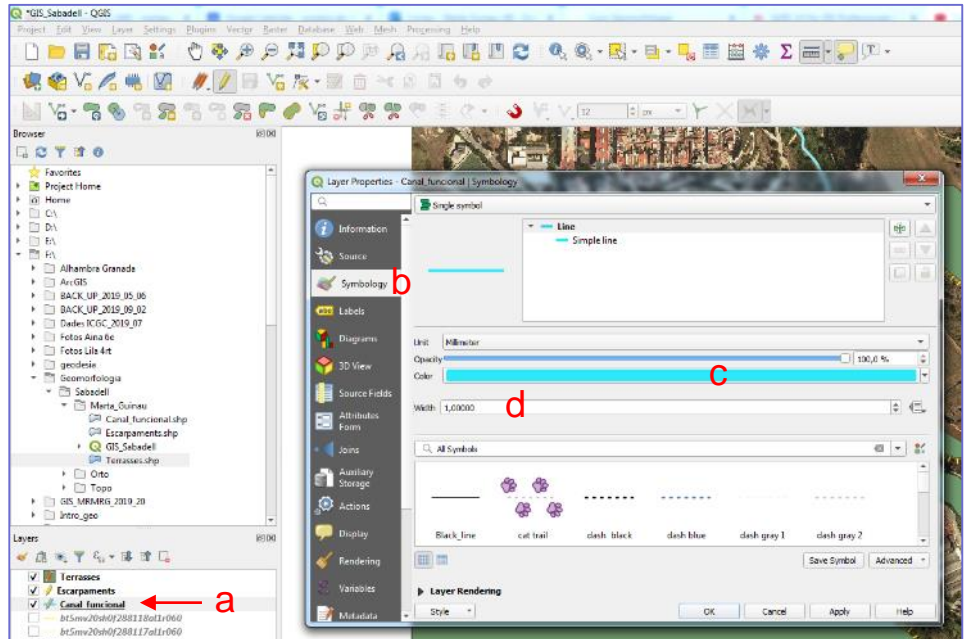 *GIS_Sabadell - QGIS
Project Edit View Layer Settings Plugins Vector Raster Database Web Mesh Processing Help
12 px
Browser
Favorites
Project Home
Home
C:\
D:\
E:\
F:\
Alhambra Granada
ArcGIS
BACK_UP_2019_05_06
BACK_UP_2019_09_02
Dades ICGC_2019_07
Fotos Aina 6e
Fotos Lila 4rt
geodesia
Geomorfologia
Sabadell
Marta_Guinau
Canal_funcional.shp
Escarpaments.shp
GIS_Sabadell
Terrasses.shp
Orto
Topo
GIS_MRMRG_2019_20
Intro_geo
Layers
Terrasses
Escarpaments
Canal_funcional
a
bt5mv20sh0f288118al1r060
bt5mv20sh0f288117al1r060
Layer Properties - Canal_funcional | Symbology
Information
Source
Symbology
b
Labels
Diagrams
3D View
Source Fields
Attributes Form
Joins
Auxiliary Storage
Actions
Display
Rendering
Variables
Metadata
Single symbol
Line
Simple line
Unit Millimeter
Opacity 100,0 %
Color
c
Width 1,00000
d
All Symbols
Black_line cat trail dash black dash blue dash gray 1 dash gray 2
Save Symbol Advanced
Layer Rendering
Style OK Cancel Apply Help